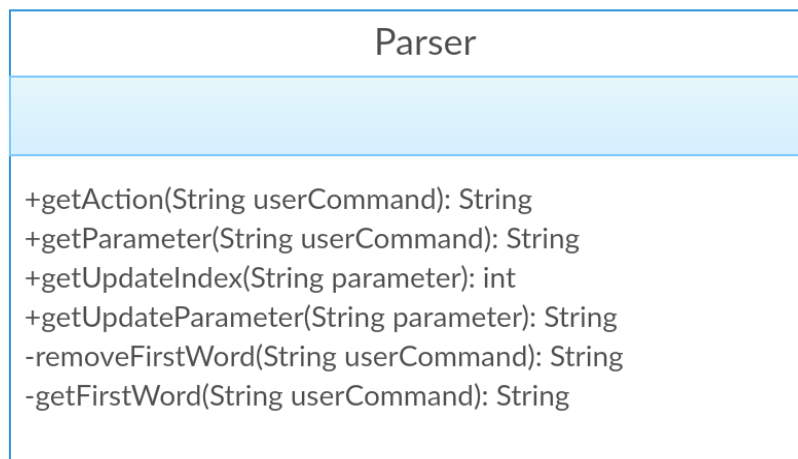 Parser
+getAction(String userCommand): String
+getParameter(String userCommand): String
+getUpdateIndex(String parameter): int
+getUpdateParameter(String parameter): String
-removeFirstWord(String userCommand): String
-getFirstWord(String userCommand): String